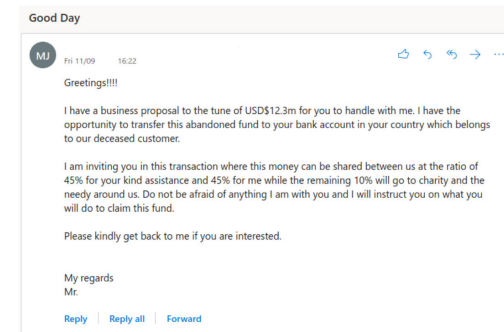 Good Day
MJ
Fri 11/09 16:22
Greetings!!!!
I have a business proposal to the tune of USD$12.3m for you to handle with me. I have the
opportunity to transfer this abandoned fund to your bank account in your country which belongs
to our deceased customer.
I am inviting you in this transaction where this money can be shared between us at the ratio of
45% for your kind assistance and 45% for me while the remaining 10% will go to charity and the
needy around us. Do not be afraid of anything I am with you and I will instruct you on what you
will do to claim this fund.
Please kindly get back to me if you are interested.
My regards
Mr.
Reply Reply all Forward